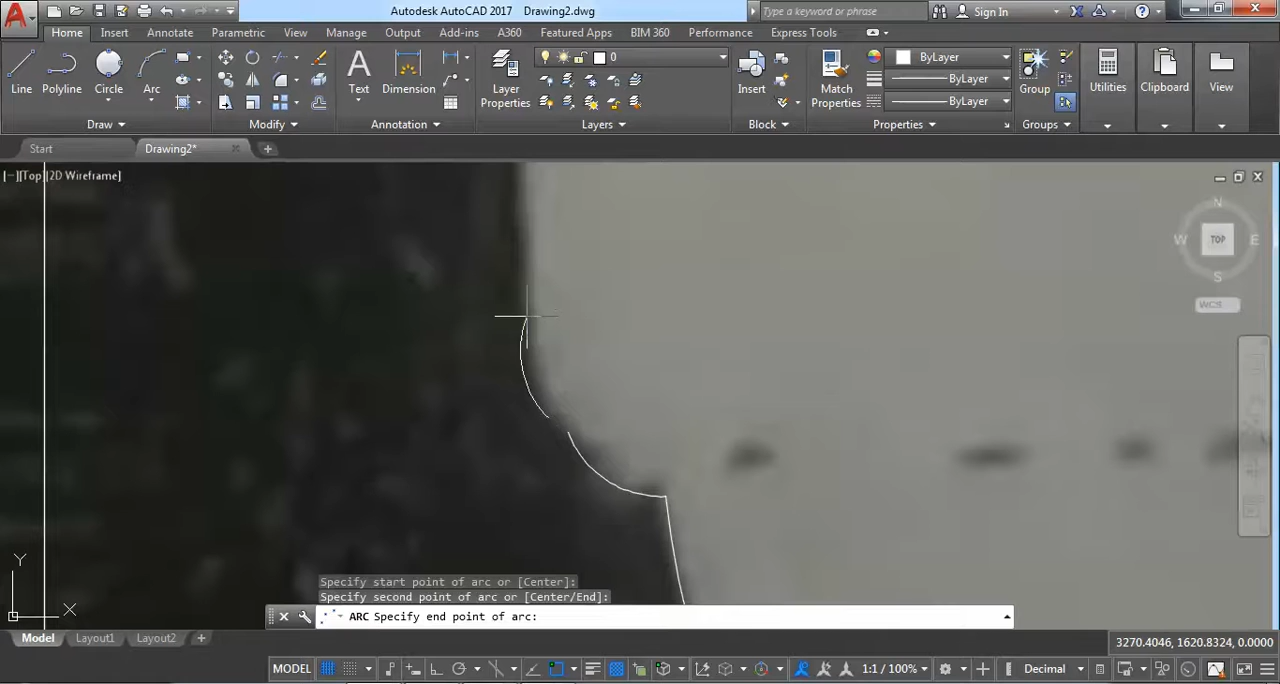 Autodesk AutoCAD 2017 Drawing2.dwg
Type a keyword or phrase
Sign In
Home Insert Annotate Parametric View Manage Output Add-ins A360 Featured Apps BIM 360 Performance Express Tools
Line Polyline Circle Arc
Text Dimension
Layer Properties
0
Insert
Match Properties
ByLayer
ByLayer
ByLayer
Group
Utilities
Clipboard
View
Draw
Modify
Annotation
Layers
Block
Properties
Groups
Start
Drawing2*
[−][Top][2D Wireframe]
N
W TOP E
S
WCS
Y
X
Specify start point of arc or [Center]:
Specify second point of arc or [Center/End]:
ARC Specify end point of arc:
Model Layout1 Layout2 +
3270.4046, 1620.8324, 0.0000
MODEL
1:1 / 100%
Decimal